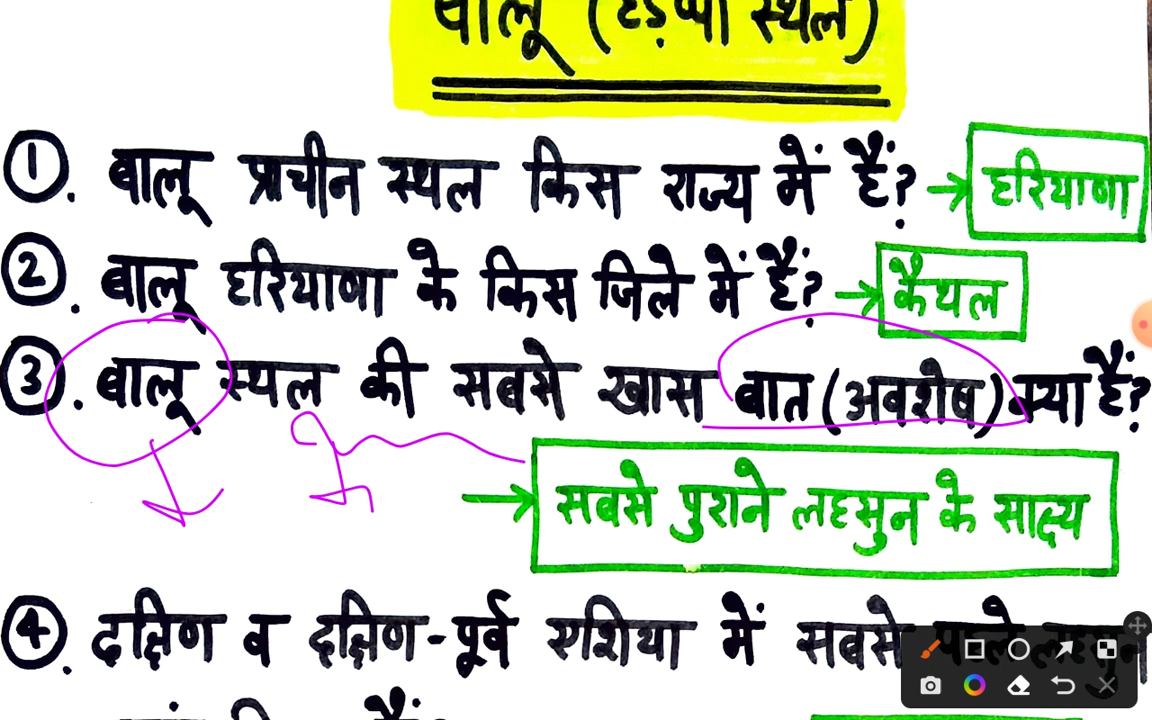 बालू (हड़प्पा स्थल)
①. बालू प्राचीन स्थल किस राज्य में हैं? → हरियाणा
②. बालू हरियाणा के किस जिले में हैं? → कैथल
③. बालू स्थल की सबसे खास बात (अवशेष) क्या हैं?
→ सबसे पुराने लहसुन के साक्ष्य
④. दक्षिण व दक्षिण-पूर्व एशिया में सबसे